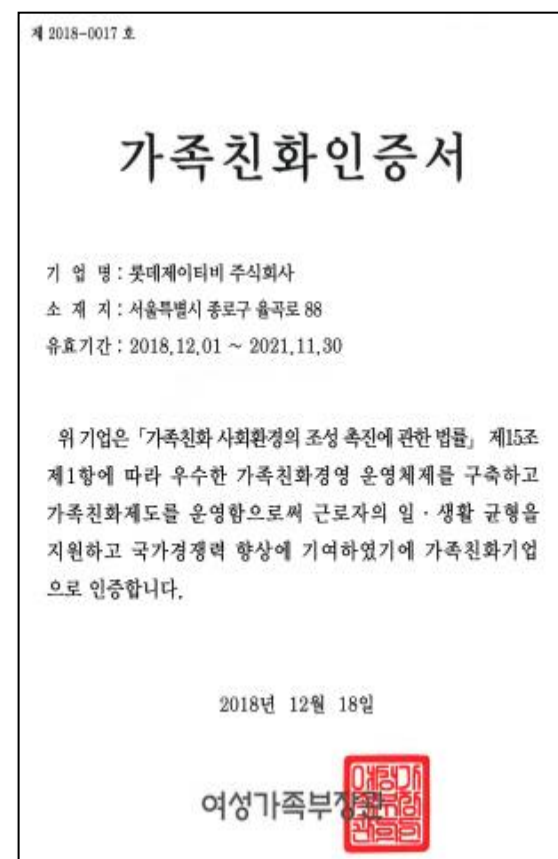 제 2018-0017 호
가족친화인증서
기 업 명 : 롯데제이티비 주식회사
소 재 지 : 서울특별시 종로구 율곡로 88
유효기간 : 2018.12.01 ~ 2021.11.30
위 기업은 「가족친화 사회환경의 조성 촉진에 관한 법률」 제15조
제1항에 따라 우수한 가족친화경영 운영체제를 구축하고
가족친화제도를 운영함으로써 근로자의 일 · 생활 균형을
지원하고 국가경쟁력 향상에 기여하였기에 가족친화기업
으로 인증합니다.
2018년 12월 18일
여성가족부장관